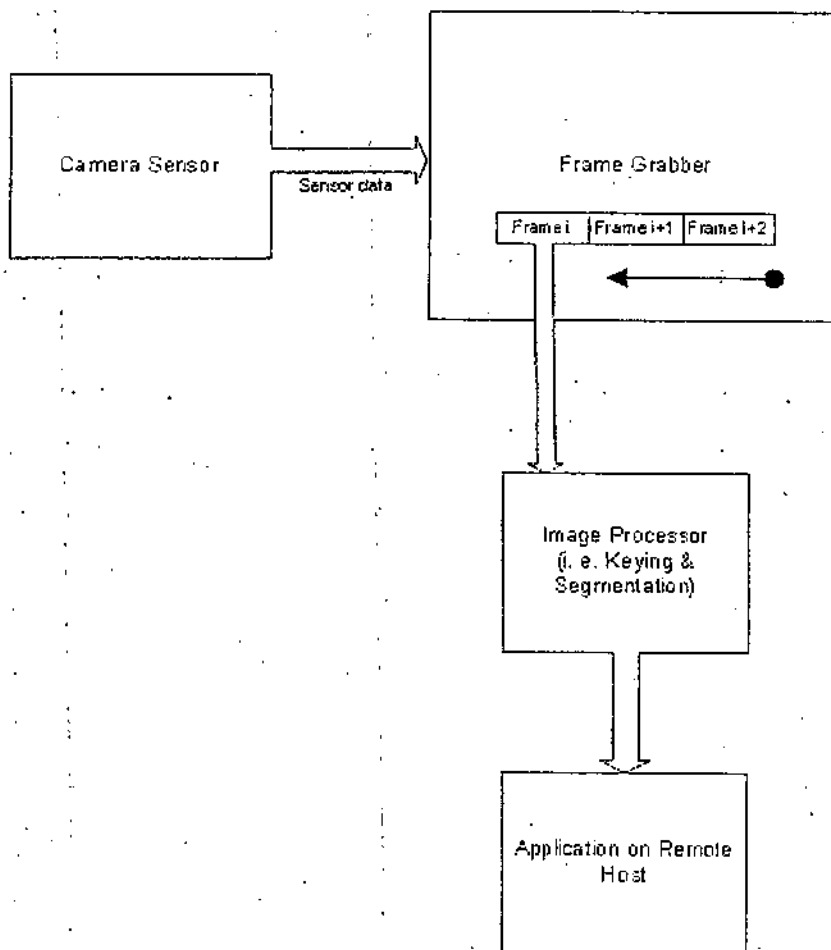 Camera Sensor
Sensor data
Frame Grabber
Frame i
Frame i+1
Frame i+2
Image Processor
(i. e. Keying &
Segmentation)
Application on Remote
Host